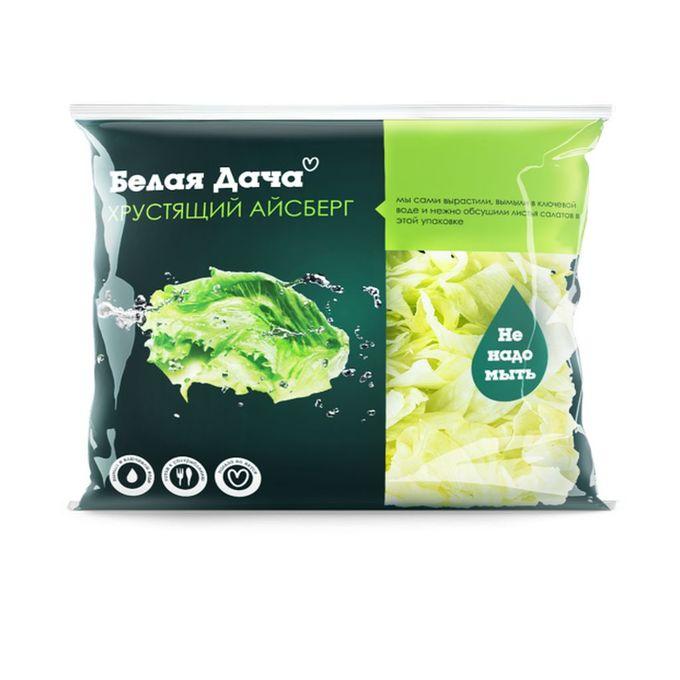 Белая Дача
ХРУСТЯЩИЙ АЙСБЕРГ
мы сами вырастили, вымыли в ключевой
воде и нежно обсушили листья салатов в
этой упаковке
Не
надо
мыть